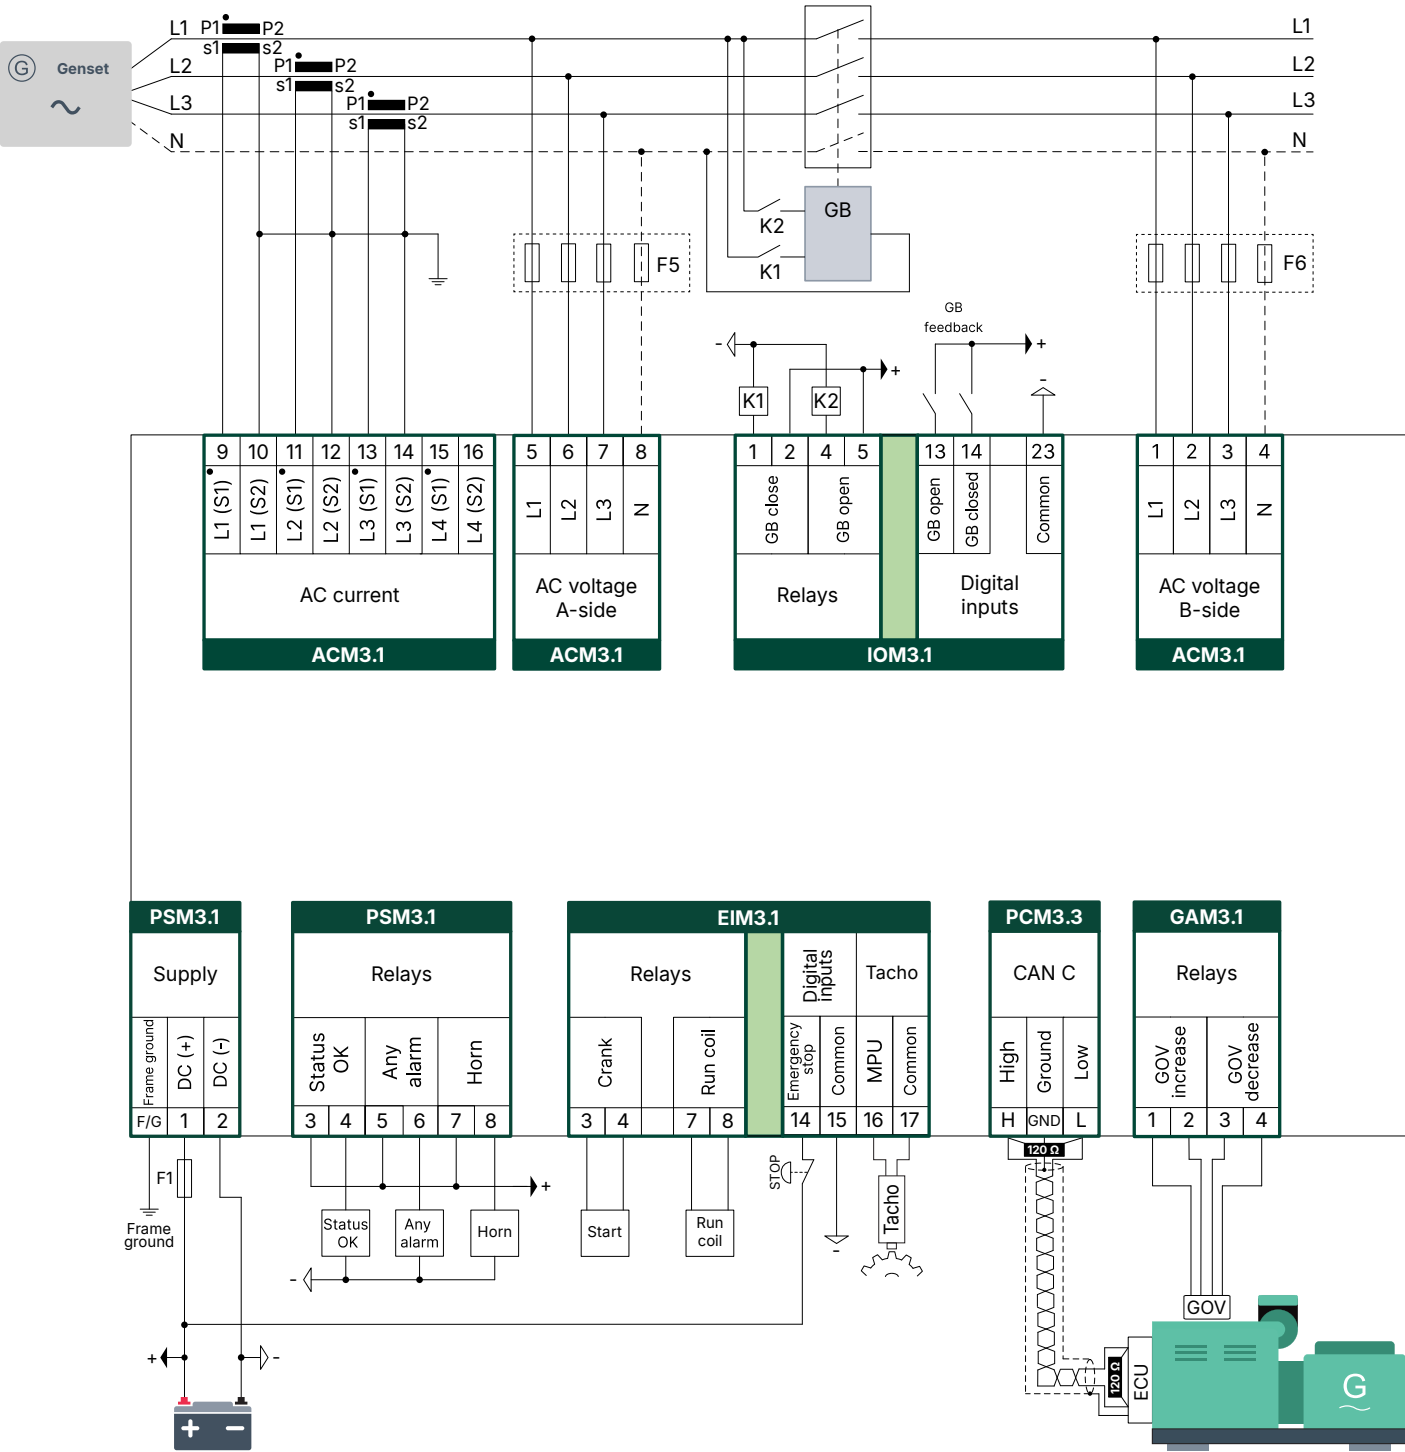 L1 P1 P2 L1
s1 s2
G Genset L2 P1 P2 L2
s1 s2
L3 P1 P2 L3
s1 s2
N N
GB
K2
K1
F5
F6
GB
feedback
- + + -
K1 K2
9 10 11 12 13 14 15 16
L1 (S1) L1 (S2) L2 (S1) L2 (S2) L3 (S1) L3 (S2) L4 (S1) L4 (S2)
AC current
ACM3.1
5 6 7 8
L1 L2 L3 N
AC voltage
A-side
ACM3.1
1 2 4 5 13 14 23
GB close GB open GB open GB closed Common
Relays
Digital
inputs
IOM3.1
1 2 3 4
L1 L2 L3 N
AC voltage
B-side
ACM3.1
PSM3.1
Supply
Frame ground DC (+) DC (-)
F/G 1 2
PSM3.1
Relays
Status
OK
Any
alarm
Horn
3 4 5 6 7 8
EIM3.1
Relays
Digital
inputs
Tacho
Crank Run coil
Emergency
stop
Common MPU Common
3 4 7 8 14 15 16 17
PCM3.3
CAN C
High Ground Low
H GND L
GAM3.1
Relays
GOV
increase
GOV
decrease
1 2 3 4
120 Ω
F1
Frame
ground
+
Status
OK
Any
alarm
Horn
-
Start
Run
coil
STOP
-
Tacho
GOV
+ -
+ −
120 Ω
ECU
G